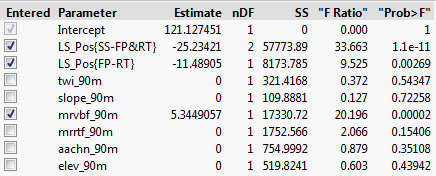 Entered Parameter Estimate nDF SS "F Ratio" "Prob>F"
Intercept 121.127451 1 0 0.000 1
LS_Pos{SS-FP&RT} -25.23421 2 57773.89 33.663 1.1e-11
LS_Pos{FP-RT} -11.48905 1 8173.785 9.525 0.00269
twi_90m 0 1 321.4168 0.372 0.54347
slope_90m 0 1 109.8881 0.127 0.72258
mrvbf_90m 5.3449057 1 17330.72 20.196 0.00002
mrrtf_90m 0 1 1752.566 2.066 0.15406
aachn_90m 0 1 754.9992 0.879 0.35108
elev_90m 0 1 519.8241 0.603 0.43942